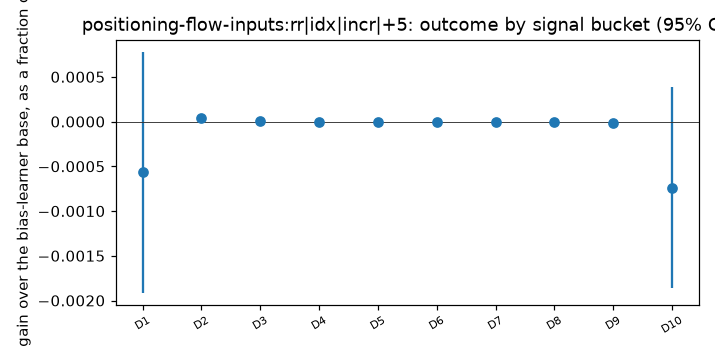 positioning-flow-inputs:rr|idx|incr|+5: outcome by signal bucket (95%
gain over the bias-learner base, as a fraction
0.0005
0.0000
−0.0005
−0.0010
−0.0015
−0.0020
D1 D2 D3 D4 D5 D6 D7 D8 D9 D10